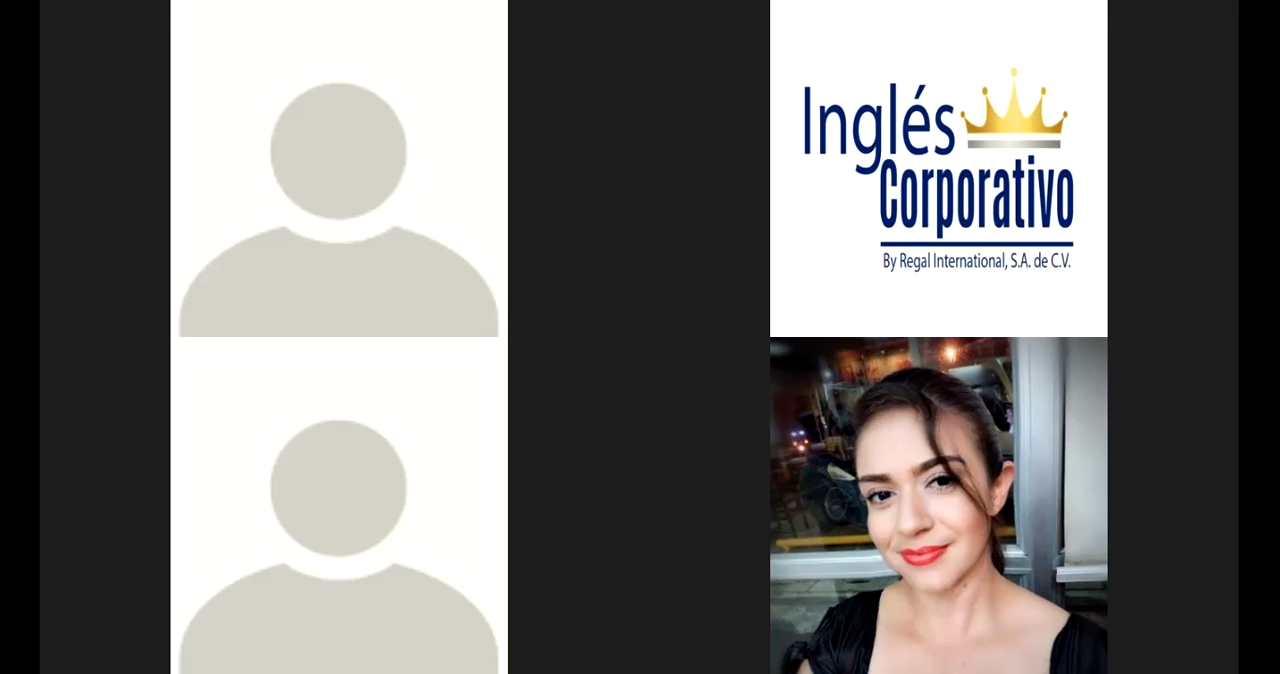 Inglés
Corporativo
By Regal International, S.A. de C.V.